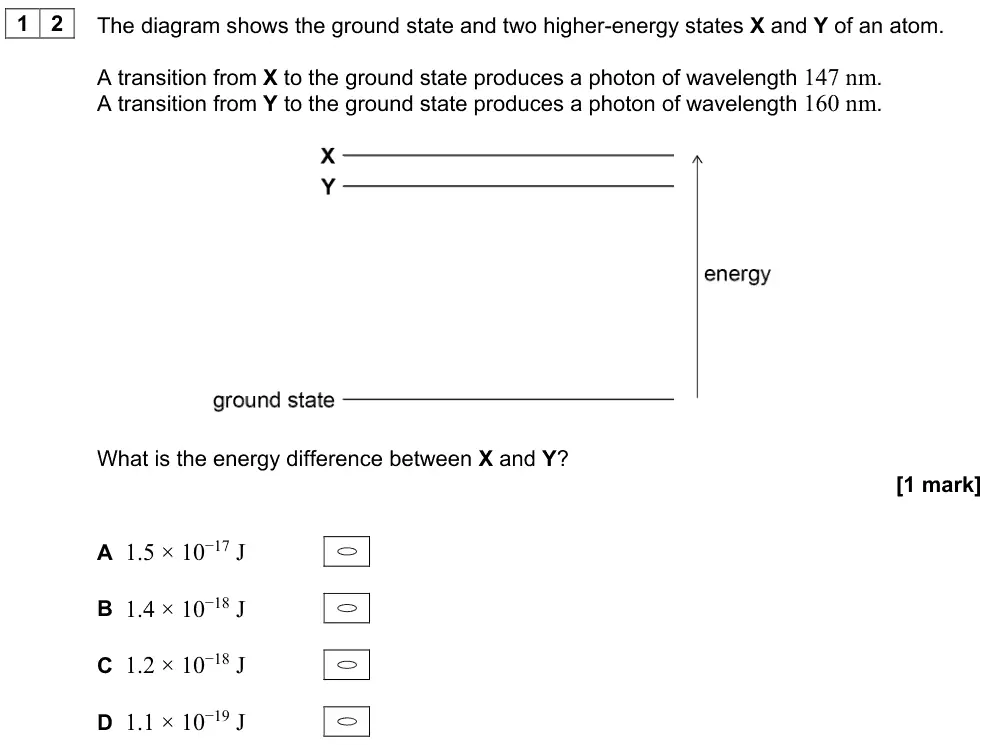 1 2 The diagram shows the ground state and two higher-energy states X and Y of an atom.
A transition from X to the ground state produces a photon of wavelength 147 nm.
A transition from Y to the ground state produces a photon of wavelength 160 nm.
X
Y
energy
ground state
What is the energy difference between X and Y?
[1 mark]
A 1.5 × 10⁻¹⁷ J
B 1.4 × 10⁻¹⁸ J
C 1.2 × 10⁻¹⁸ J
D 1.1 × 10⁻¹⁹ J